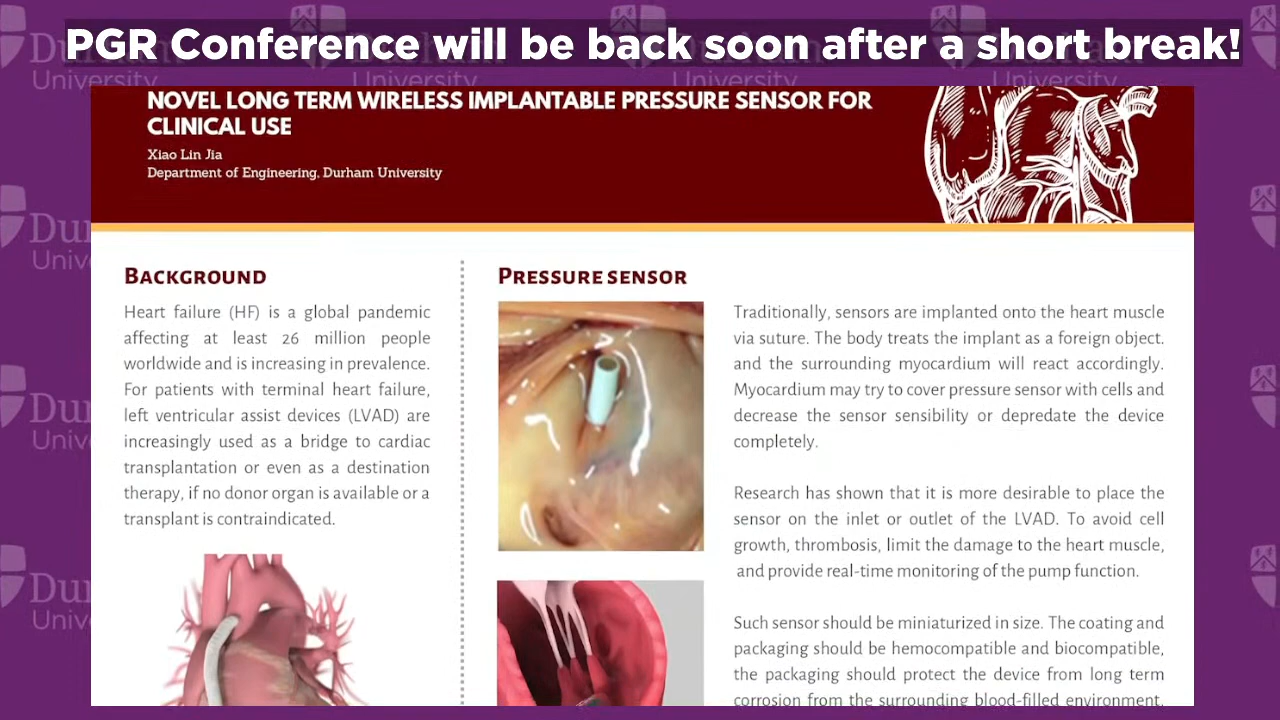 PGR Conference will be back soon after a short break!
NOVEL LONG TERM WIRELESS IMPLANTABLE PRESSURE SENSOR FOR
CLINICAL USE
Xiao Lin Jia
Department of Engineering, Durham University
BACKGROUND
Heart failure (HF) is a global pandemic
affecting at least 26 million people
worldwide and is increasing in prevalence.
For patients with terminal heart failure,
left ventricular assist devices (LVAD) are
increasingly used as a bridge to cardiac
transplantation or even as a destination
therapy, if no donor organ is available or a
transplant is contraindicated.
PRESSURE SENSOR
Traditionally, sensors are implanted onto the heart muscle
via suture. The body treats the implant as a foreign object.
and the surrounding myocardium will react accordingly.
Myocardium may try to cover pressure sensor with cells and
decrease the sensor sensibility or depredate the device
completely.
Research has shown that it is more desirable to place the
sensor on the inlet or outlet of the LVAD. To avoid cell
growth, thrombosis, limit the damage to the heart muscle,
and provide real-time monitoring of the pump function.
Such sensor should be miniaturized in size. The coating and
packaging should be hemocompatible and biocompatible,
the packaging should protect the device from long term
corrosion from the surrounding blood-filled environment,